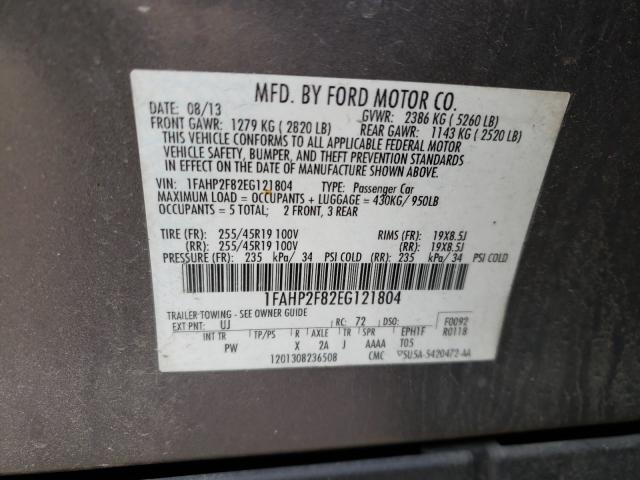 MFD. BY FORD MOTOR CO.
DATE: 08/13 GVWR: 2386 KG ( 5260 LB)
FRONT GAWR: 1279 KG ( 2820 LB) REAR GAWR: 1143 KG ( 2520 LB)
THIS VEHICLE CONFORMS TO ALL APPLICABLE FEDERAL MOTOR
VEHICLE SAFETY, BUMPER, AND THEFT PREVENTION STANDARDS
IN EFFECT ON THE DATE OF MANUFACTURE SHOWN ABOVE.
VIN: 1FAHP2F82EG121804 TYPE: Passenger Car
MAXIMUM LOAD = OCCUPANTS + LUGGAGE = 430KG/ 950LB
OCCUPANTS = 5 TOTAL; 2 FRONT, 3 REAR
TIRE (FR): 255/45R19 100V RIMS (FR): 19X8.5J
(RR): 255/45R19 100V (RR): 19X8.5J
PRESSURE (FR): 235 kPa/ 34 PSI COLD (RR): 235 kPa/ 34 PSI COLD
1FAHP2F82EG121804
TRAILER TOWING - SEE OWNER GUIDE
EXT PNT: UJ RC: 72 DSO: F0092
INT TR TP/PS R AXLE TR SPR EPH1F R0118
PW X 2A J AAAA T05
1201308236508 CMC 5U5A-5420472-AA